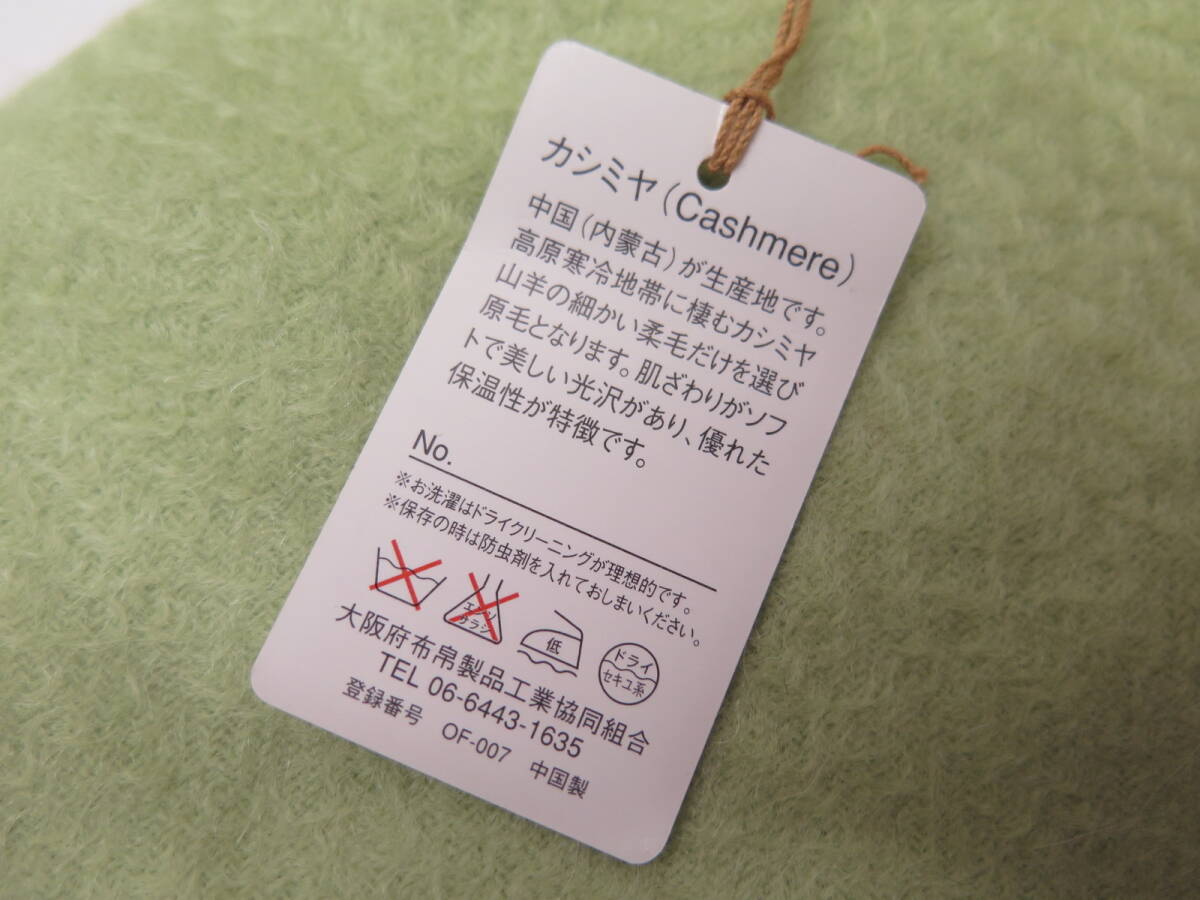 カシミヤ（Cashmere）
中国（内蒙古）が生産地です。
高原寒冷地帯に棲むカシミヤ
山羊の細かい柔毛だけを選び
原毛となります。肌ざわりがソフ
トで美しい光沢があり、優れた
保温性が特徴です。
No.
※お洗濯はドライクリーニングが理想的です。
※保存の時は防虫剤を入れておしまいください。
エンソ
サラシ
低
ドライ
セキユ系
大阪府布帛製品工業協同組合
TEL 06-6443-1635
登録番号 OF-007 中国製